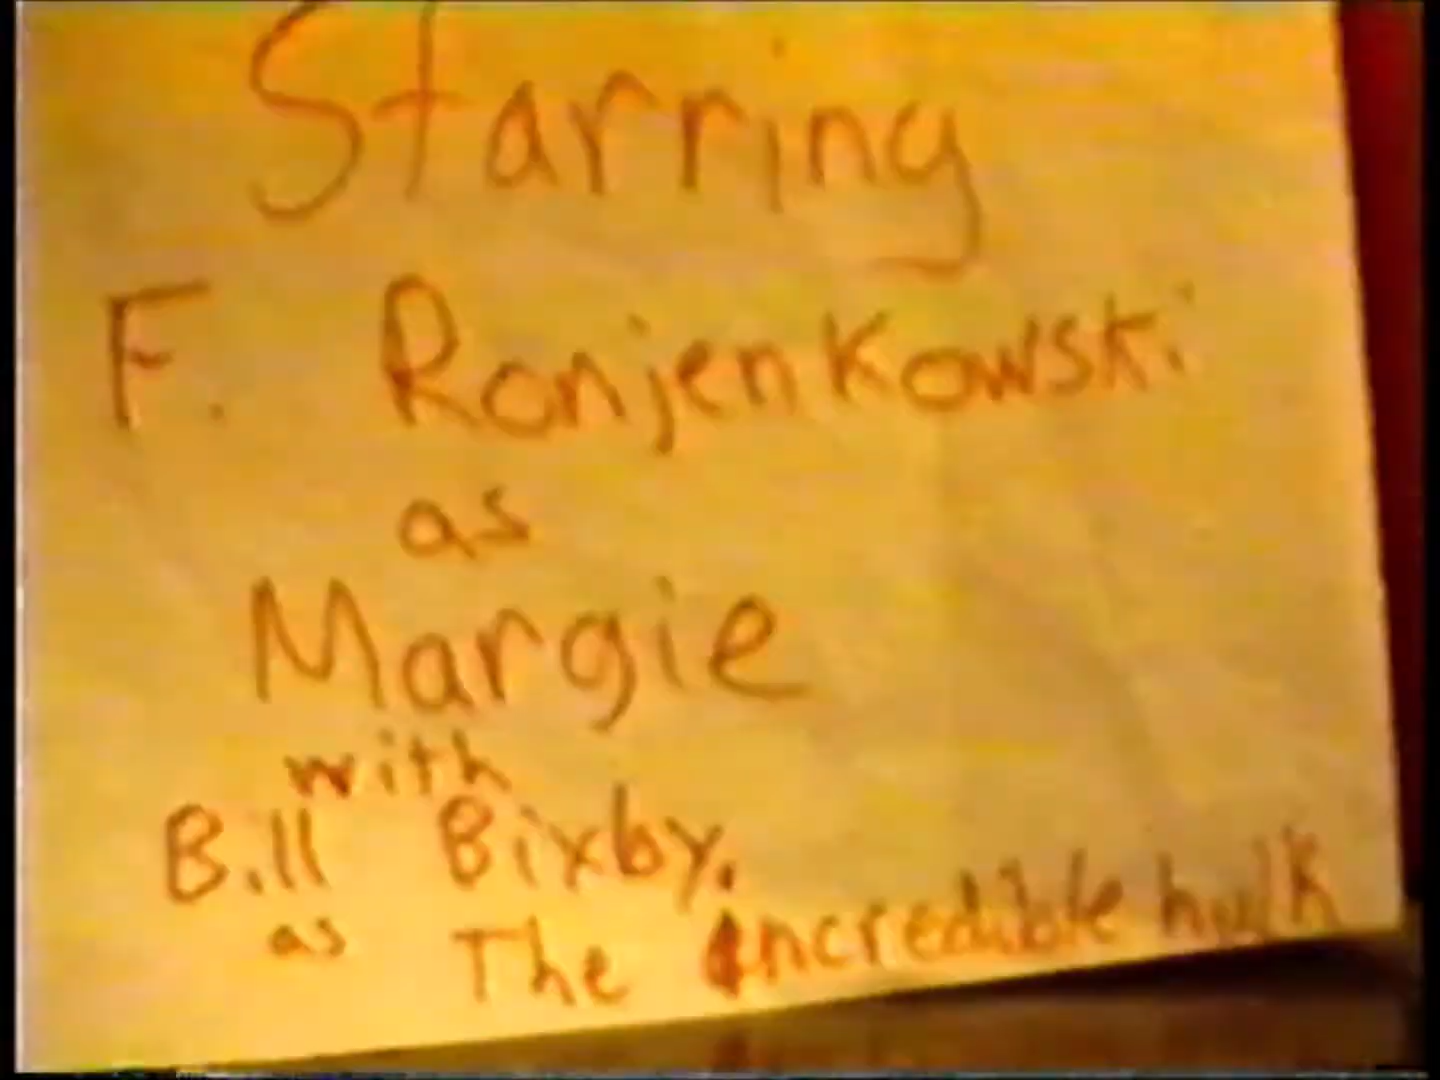 Starring
F. Ronjenkowski
as
Margie
with
Bill Bixby.
as The incredible hulk